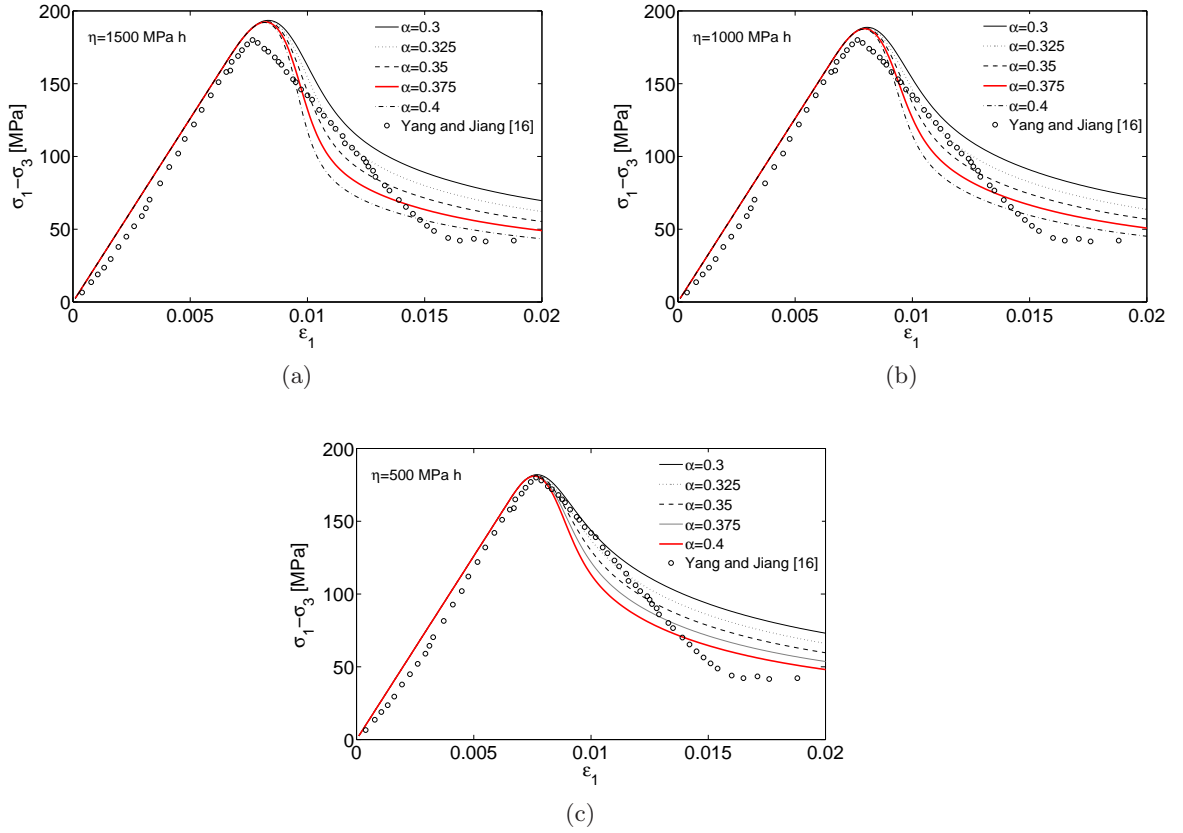 200
150
100
50
0
σ₁−σ₃ [MPa]
η=1500 MPa h
α=0.3
α=0.325
α=0.35
α=0.375
α=0.4
Yang and Jiang [16]
0
0.005
0.01
0.015
0.02
ε₁
(a)
200
150
100
50
0
σ₁−σ₃ [MPa]
η=1000 MPa h
α=0.3
α=0.325
α=0.35
α=0.375
α=0.4
Yang and Jiang [16]
0
0.005
0.01
0.015
0.02
ε₁
(b)
200
150
100
50
0
σ₁−σ₃ [MPa]
η=500 MPa h
α=0.3
α=0.325
α=0.35
α=0.375
α=0.4
Yang and Jiang [16]
0
0.005
0.01
0.015
0.02
ε₁
(c)